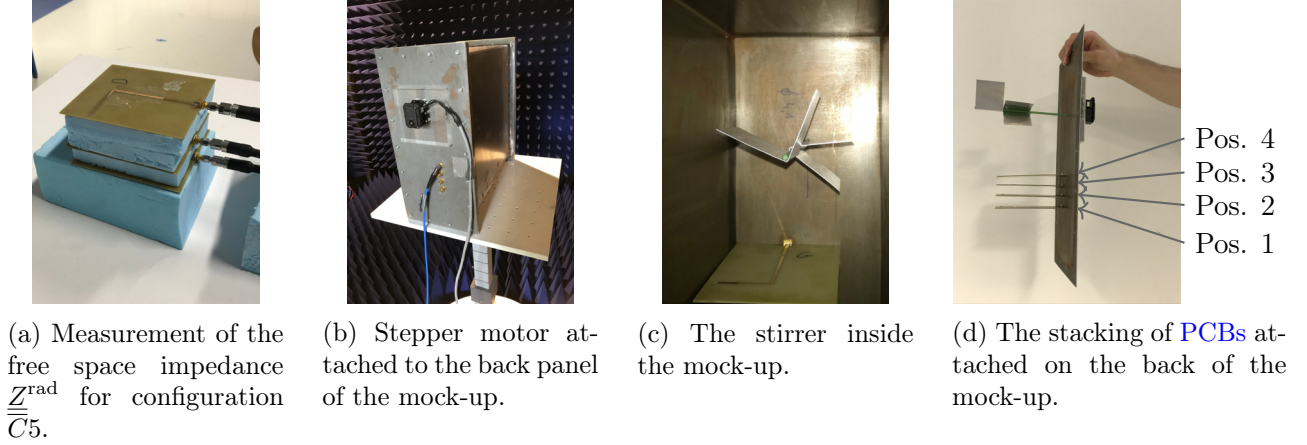 Pos. 4
Pos. 3
Pos. 2
Pos. 1
(a) Measurement of the
free space impedance
Z^rad for configuration
C5.
(b) Stepper motor at-
tached to the back panel
of the mock-up.
(c) The stirrer inside
the mock-up.
(d) The stacking of PCBs at-
tached on the back of the
mock-up.